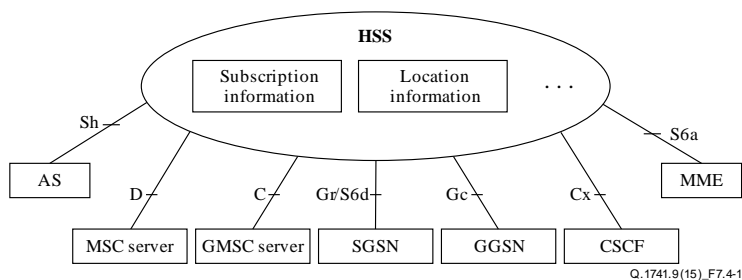 HSS
Subscription
information
Location
information
. . .
Sh
S6a
AS
MME
D
C
Gr/S6d
Gc
Cx
MSC server
GMSC server
SGSN
GGSN
CSCF
Q.1741.9(15)_F7.4-1